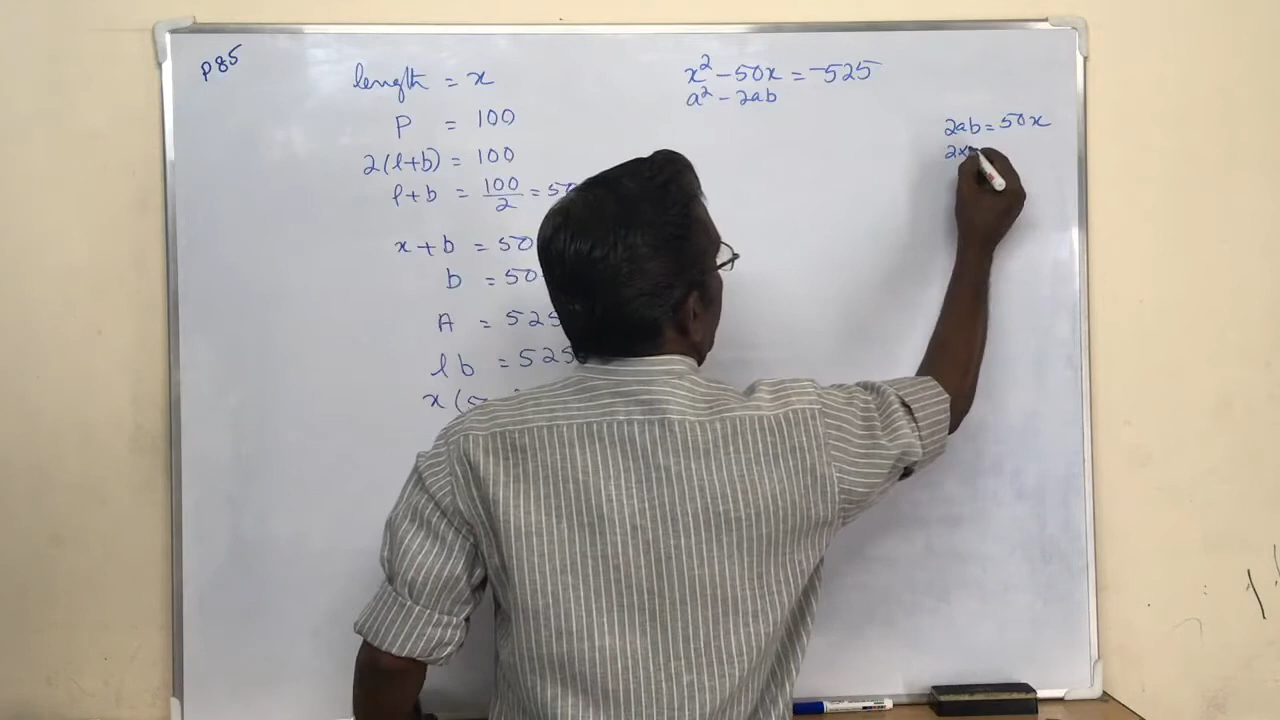 P85
length = x
P = 100
2(l+b) = 100
l+b = 100/2 = 50
x+b = 50
b = 50
A = 525
lb = 525
x(
x² - 50x = -525
a² - 2ab
2ab = 50x
2x